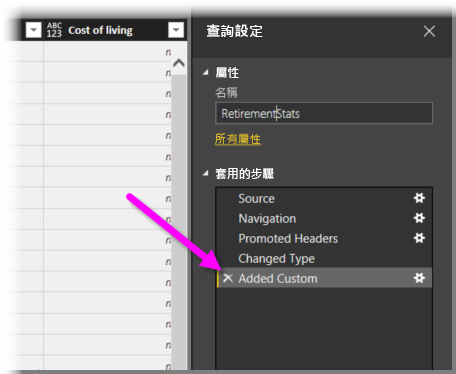 ABC
123 Cost of living
查詢設定
屬性
名稱
RetirementStats
所有屬性
套用的步驟
Source
Navigation
Promoted Headers
Changed Type
Added Custom